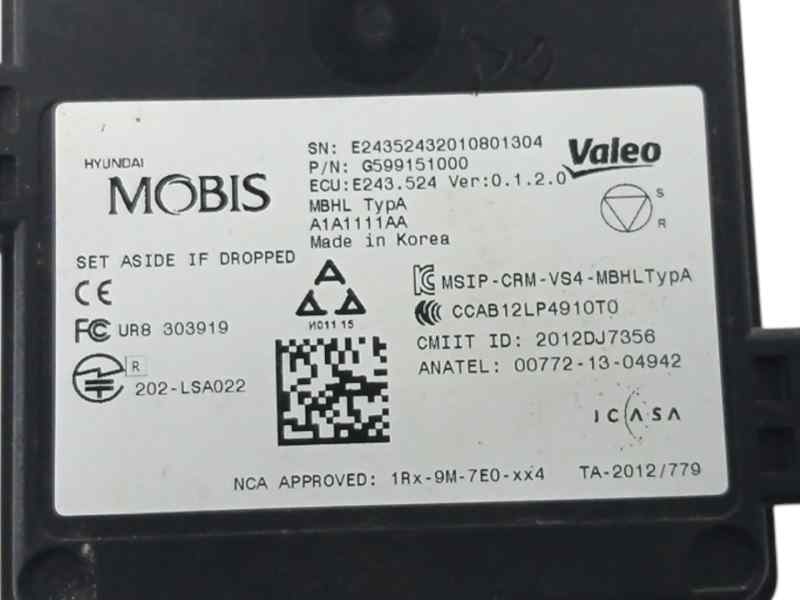 SN: E24352432010801304
P/N: G599151000
ECU:E243.524 Ver:0.1.2.0
MBHL TypA
A1A1111AA
Made in Korea
Valeo
S
R
HYUNDAI
MOBIS
SET ASIDE IF DROPPED
CE
FC UR8 303919
R
202-LSA022
A
И011 15
MSIP-CRM-VS4-MBHLTypA
CCAB12LP4910T0
CMIIT ID: 2012DJ7356
ANATEL: 00772-13-04942
ICASA
NCA APPROVED: 1Rx-9M-7E0-xx4
TA-2012/779